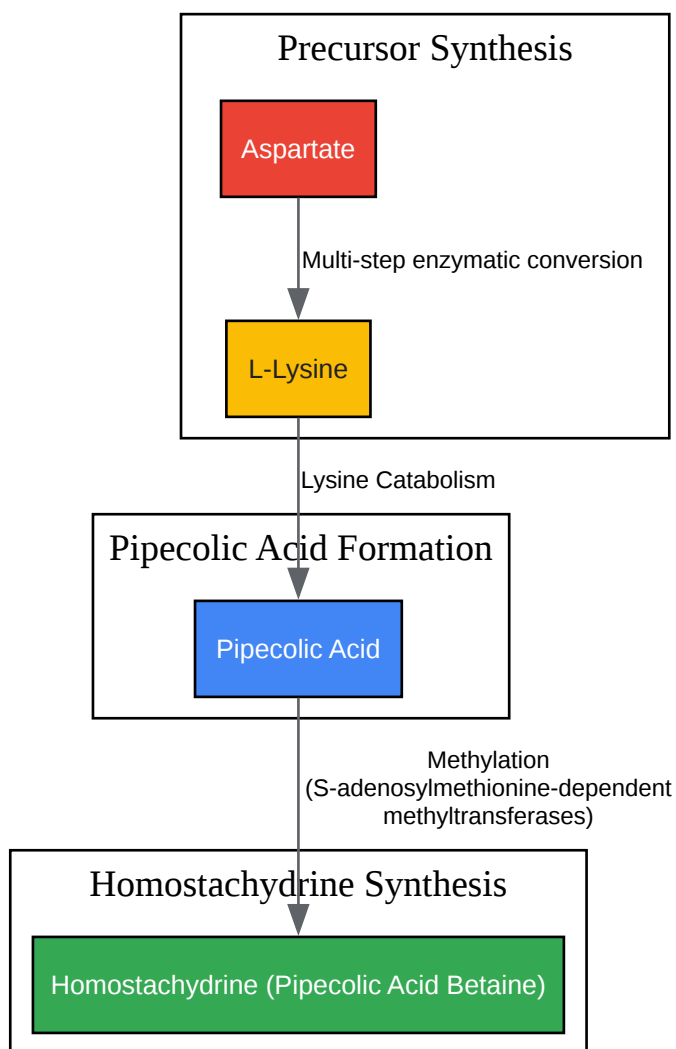 Precursor Synthesis
Aspartate
Multi-step enzymatic conversion
L-Lysine
Lysine Catabolism
Pipecolic Acid Formation
Pipecolic Acid
Methylation
(S-adenosylmethionine-dependent
methyltransferases)
Homostachydrine Synthesis
Homostachydrine (Pipecolic Acid Betaine)